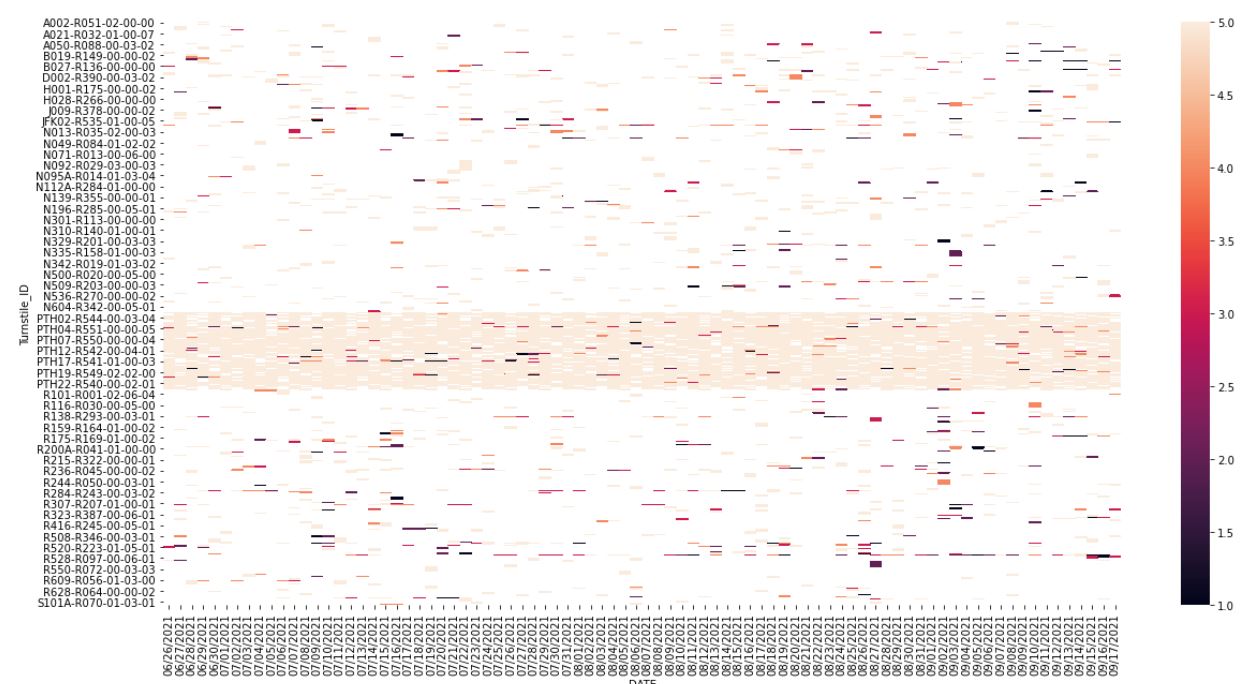 Turnstile_ID
A002-R051-02-00-00
A021-R032-01-00-07
A050-R088-00-03-02
B019-R149-00-00-02
B027-R136-00-00-00
D002-R390-00-03-02
H001-R175-00-00-02
H028-R266-00-00-00
J009-R378-00-00-02
JFK02-R535-01-00-05
N013-R035-02-00-03
N049-R084-01-02-02
N071-R013-00-06-00
N092-R029-03-00-03
N095A-R014-01-03-04
N112A-R284-01-00-00
N139-R355-00-00-01
N196-R285-00-05-01
N301-R113-00-00-00
N310-R140-01-00-01
N329-R201-00-03-03
N335-R158-01-00-03
N342-R019-01-03-02
N500-R020-00-05-00
N509-R203-00-00-03
N536-R270-00-00-02
N604-R342-00-05-01
PTH02-R544-00-03-04
PTH04-R551-00-00-05
PTH07-R550-00-00-04
PTH12-R542-00-04-01
PTH17-R541-01-00-03
PTH19-R549-02-02-00
PTH22-R540-00-02-01
R101-R001-02-06-04
R116-R030-00-05-00
R138-R293-00-03-01
R159-R164-01-00-02
R175-R169-01-00-02
R200A-R041-01-00-00
R215-R322-00-00-01
R236-R045-00-00-02
R244-R050-00-03-01
R284-R243-00-03-02
R307-R207-01-00-01
R323-R387-00-06-01
R416-R245-00-05-01
R508-R346-00-03-01
R520-R223-01-05-01
R528-R097-00-06-01
R550-R072-00-03-03
R609-R056-01-03-00
R628-R064-00-00-02
S101A-R070-01-03-01
06/26/2021
06/27/2021
06/28/2021
06/29/2021
06/30/2021
07/01/2021
07/02/2021
07/03/2021
07/04/2021
07/05/2021
07/06/2021
07/07/2021
07/08/2021
07/09/2021
07/10/2021
07/11/2021
07/12/2021
07/13/2021
07/14/2021
07/15/2021
07/16/2021
07/17/2021
07/18/2021
07/19/2021
07/20/2021
07/21/2021
07/22/2021
07/23/2021
07/24/2021
07/25/2021
07/26/2021
07/27/2021
07/28/2021
07/29/2021
07/30/2021
07/31/2021
08/01/2021
08/02/2021
08/03/2021
08/04/2021
08/05/2021
08/06/2021
08/07/2021
08/08/2021
08/09/2021
08/10/2021
08/11/2021
08/12/2021
08/13/2021
08/14/2021
08/15/2021
08/16/2021
08/17/2021
08/18/2021
08/19/2021
08/20/2021
08/21/2021
08/22/2021
08/23/2021
08/24/2021
08/25/2021
08/26/2021
08/27/2021
08/28/2021
08/29/2021
08/30/2021
08/31/2021
09/01/2021
09/02/2021
09/03/2021
09/04/2021
09/05/2021
09/06/2021
09/07/2021
09/08/2021
09/09/2021
09/10/2021
09/11/2021
09/12/2021
09/13/2021
09/14/2021
09/15/2021
09/16/2021
09/17/2021
DATE
5.0
4.5
4.0
3.5
3.0
2.5
2.0
1.5
1.0